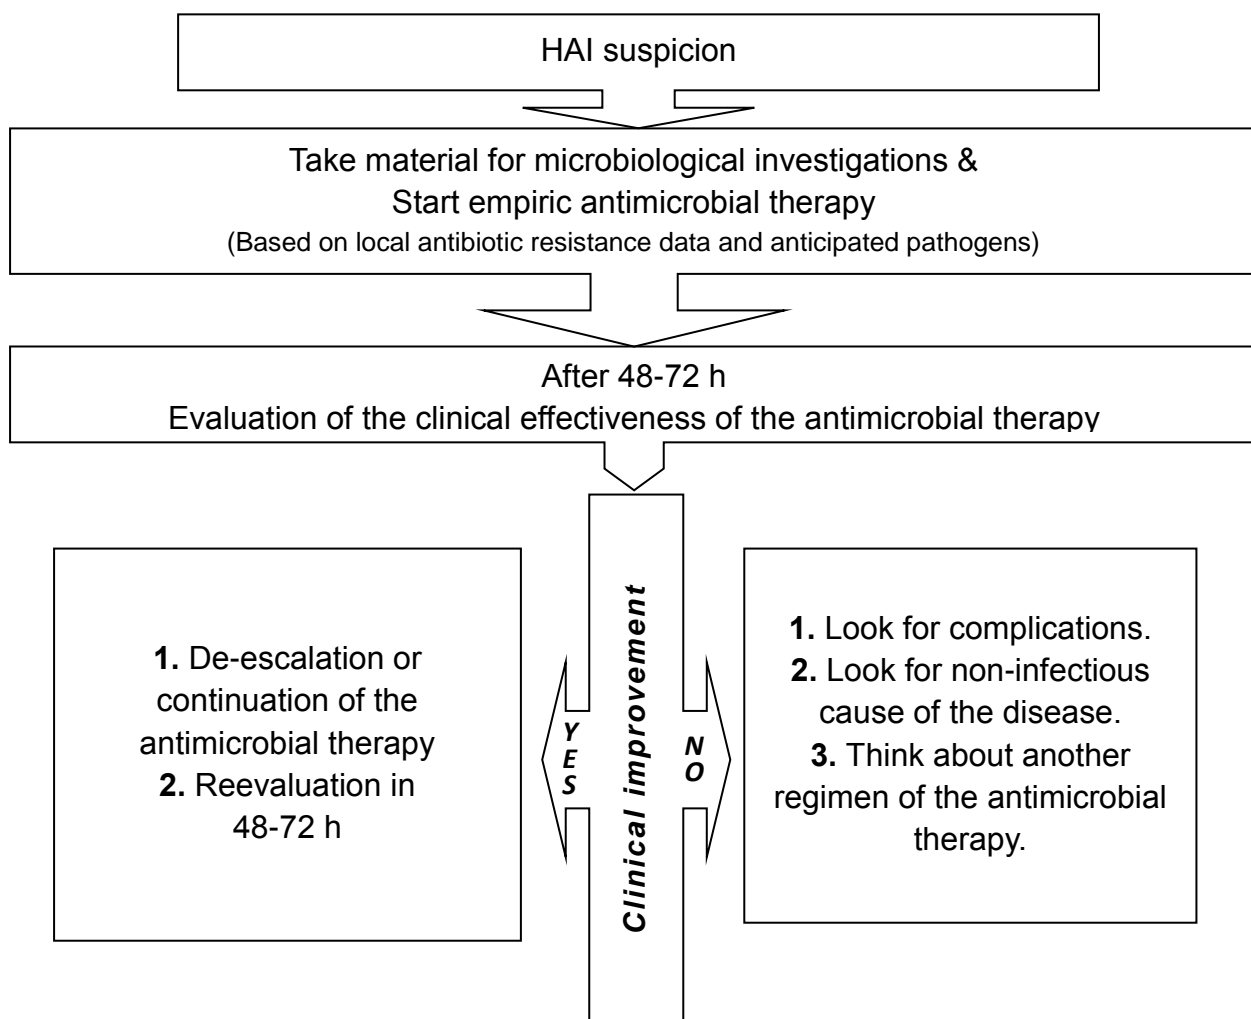 HAI suspicion
Take material for microbiological investigations &
Start empiric antimicrobial therapy
(Based on local antibiotic resistance data and anticipated pathogens)
After 48-72 h
Evaluation of the clinical effectiveness of the antimicrobial therapy
Clinical improvement
YES
1. De-escalation or
continuation of the
antimicrobial therapy
2. Reevaluation in
48-72 h
NO
1. Look for complications.
2. Look for non-infectious
cause of the disease.
3. Think about another
regimen of the antimicrobial
therapy.